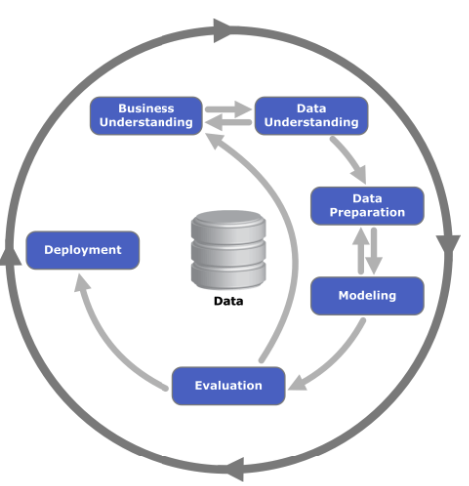 Business
Understanding
Data
Understanding
Data
Preparation
Deployment
Data
Modeling
Evaluation